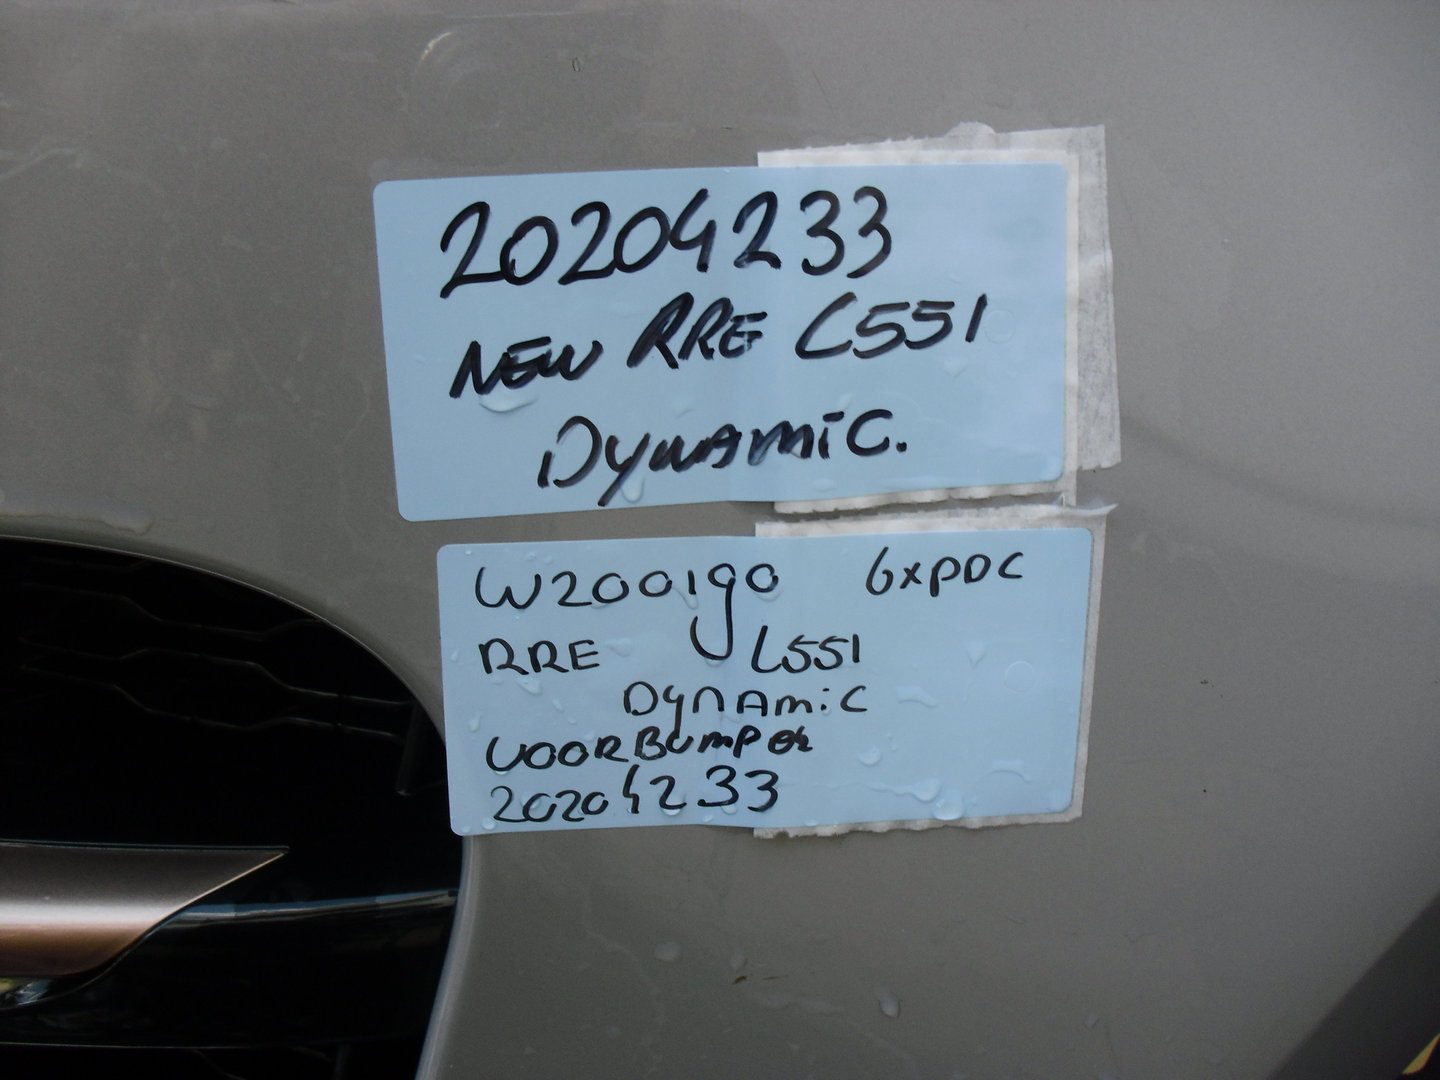 20204233
NEW RRE L551
DYNAMIC.
W200190 6xPDC
RRE L551
DYNAMIC
VOORBUMPER
20204233